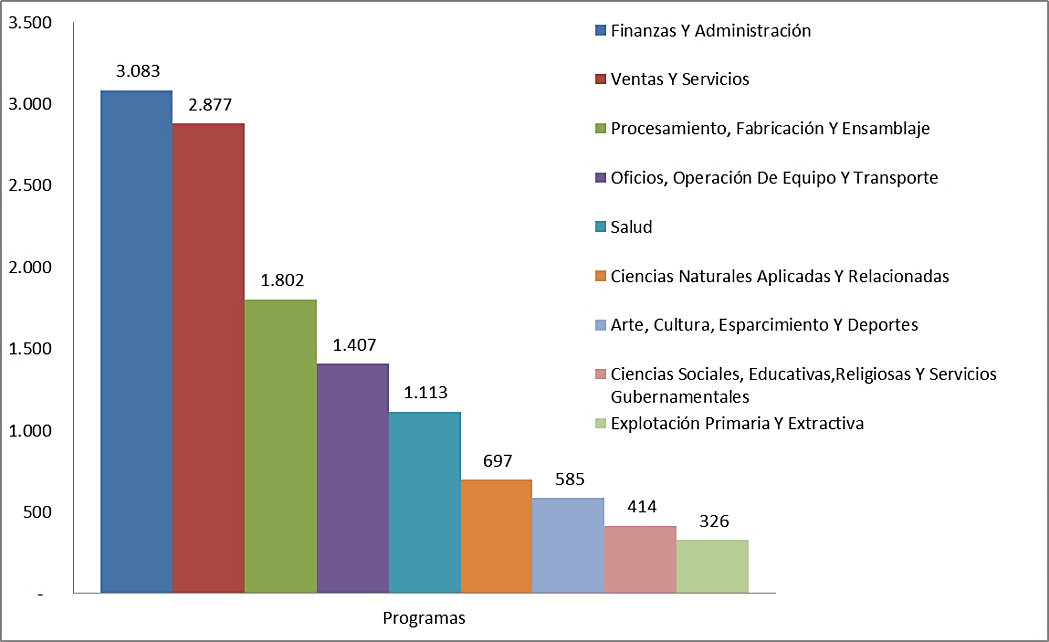 3.500
3.000
2.500
2.000
1.500
1.000
500
-
3.083
2.877
1.802
1.407
1.113
697
585
414
326
Programas
Finanzas Y Administración
Ventas Y Servicios
Procesamiento, Fabricación Y Ensamblaje
Oficios, Operación De Equipo Y Transporte
Salud
Ciencias Naturales Aplicadas Y Relacionadas
Arte, Cultura, Esparcimiento Y Deportes
Ciencias Sociales, Educativas,Religiosas Y Servicios
Gubernamentales
Explotación Primaria Y Extractiva